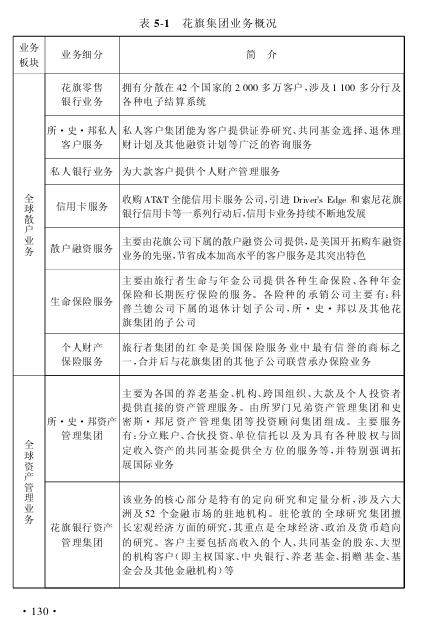 表 5-1 花旗集团业务概况
业务
板块
业务细分
简 介
全球散户业务
花旗零售
银行业务
拥有分散在 42 个国家的 2 000 多万客户,涉及 1 100 多分行及
各种电子结算系统
所·史·邦私人
客户服务
私人客户集团能为客户提供证券研究、共同基金选择、退休理
财计划及其他融资计划等广泛的咨询服务
私人银行业务
为大款客户提供个人财产管理服务
信用卡服务
收购 AT&T 全能信用卡服务公司,引进 Driver's Edge 和索尼花旗
银行信用卡等一系列行动后,信用卡业务持续不断地发展
散户融资服务
主要由花旗公司下属的散户融资公司提供,是美国开拓购车融资
业务的先驱,节省成本加高水平的客户服务是其突出特色
生命保险服务
主要由旅行者生命与年金公司提供各种生命保险、各种年金
保险和长期医疗保险的服务。各险种的承销公司主要有:科
普兰德公司下属的退休计划子公司,所·史·邦以及其他花
旗集团的子公司
个人财产
保险服务
旅行者集团的红伞是美国保险服务业中最有信誉的商标之
一,合并后与花旗集团的其他子公司联营承办保险业务
全球资产管理业务
所·史·邦资产
管理集团
主要为各国的养老基金、机构、跨国组织、大款及个人投资者
提供直接的资产管理服务。由所罗门兄弟资产管理集团和史
密斯·邦尼资产管理集团等投资顾问集团组成。主要服务
有:分立账户、合伙投资、单位信托以及为具有各种股权与固
定收入资产的共同基金提供全方位的服务等,并特别强调拓
展国际业务
花旗银行资产
管理集团
该业务的核心部分是特有的定向研究和定量分析,涉及六大
洲及 52 个金融市场的驻地机构。驻伦敦的全球研究集团擅
长宏观经济方面的研究,其重点是全球经济、政治及货币趋向
的研究。客户主要包括高收入的个人、共同基金的股东、大型
的机构客户(即主权国家、中央银行、养老基金、捐赠基金、基
金会及其他金融机构)等
·130·